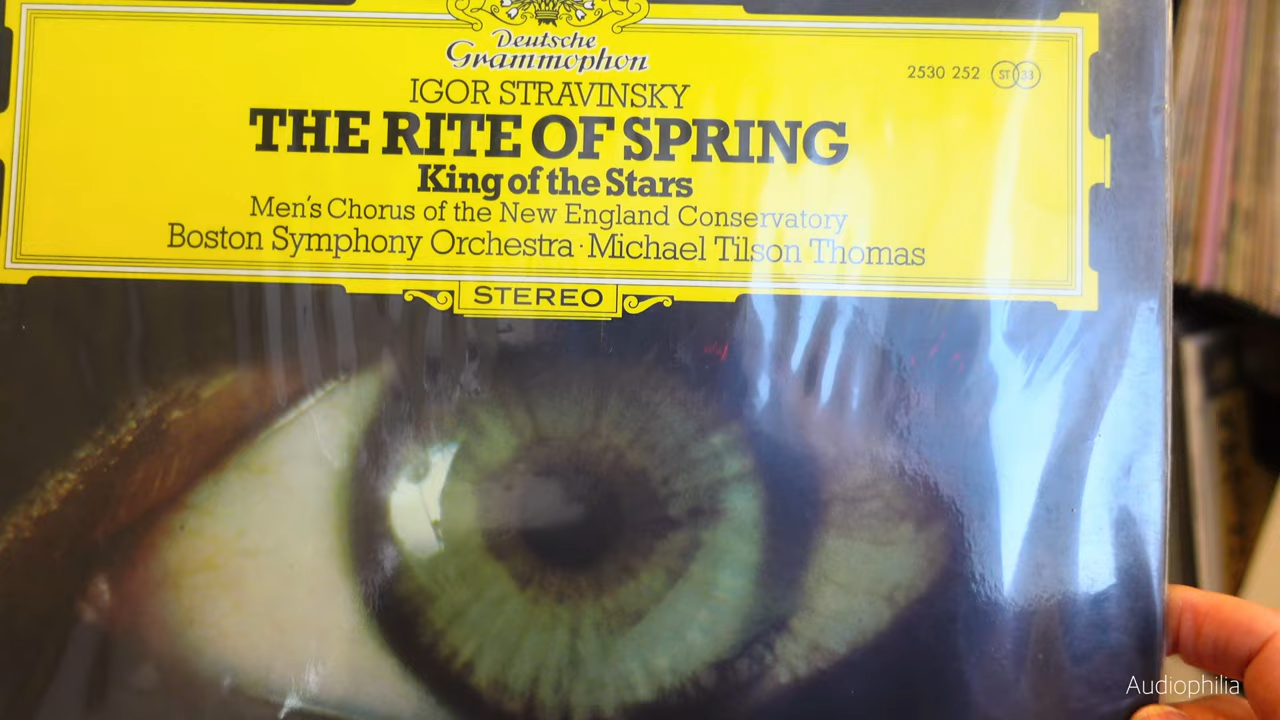 Deutsche
Grammophon
2530 252 ST 33
IGOR STRAVINSKY
THE RITE OF SPRING
King of the Stars
Men's Chorus of the New England Conservatory
Boston Symphony Orchestra · Michael Tilson Thomas
STEREO
Audiophilia